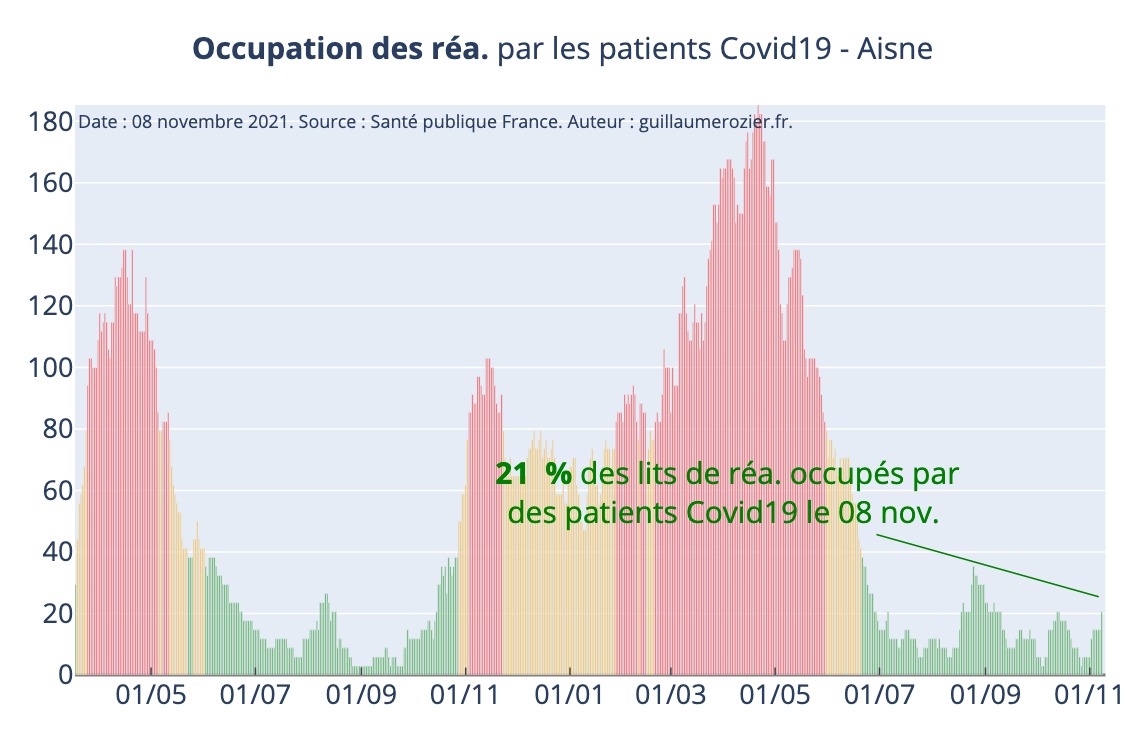 Occupation des réa. par les patients Covid19 - Aisne
Date : 08 novembre 2021. Source : Santé publique France. Auteur : guillaumerozier.fr.
180
160
140
120
100
80
60
40
20
0
21 % des lits de réa. occupés par
des patients Covid19 le 08 nov.
01/05 01/07 01/09 01/11 01/01 01/03 01/05 01/07 01/09 01/11